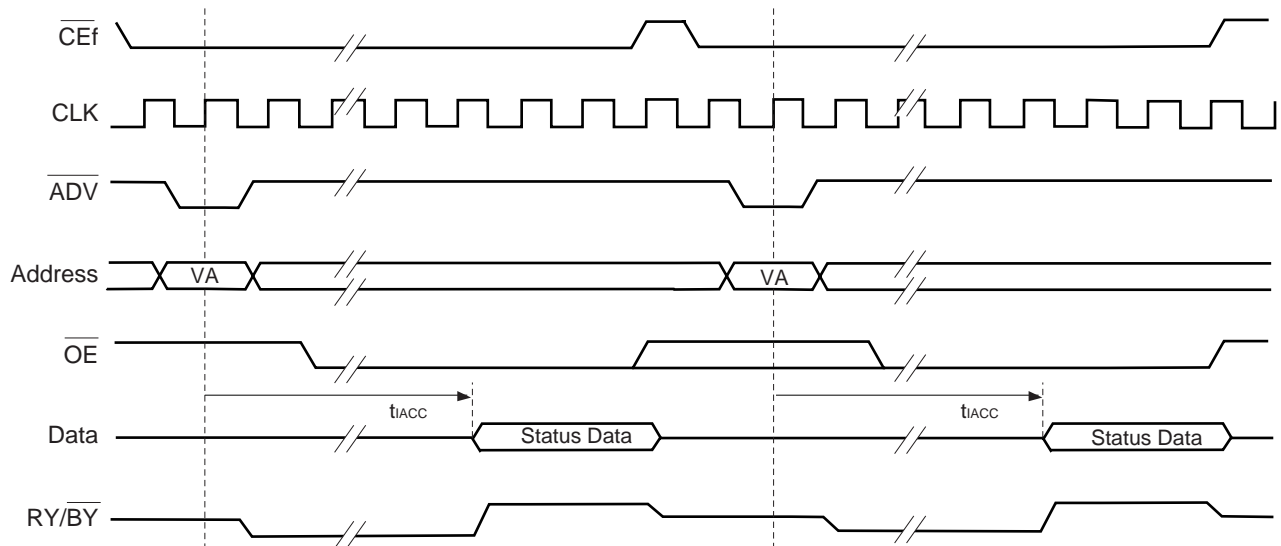 CEf
CLK
ADV
Address
VA
VA
OE
tIACC
tIACC
Data
Status Data
Status Data
RY/BY